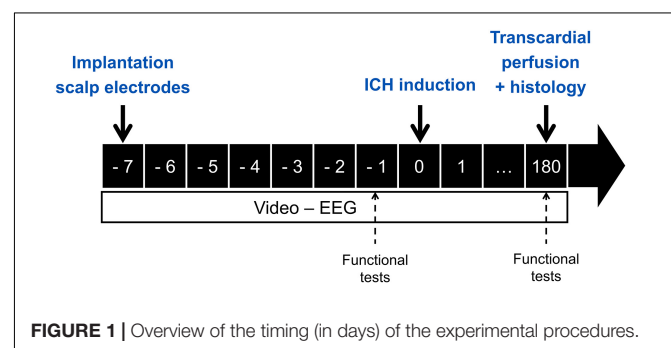 Implantation
scalp electrodes
ICH induction
Transcardial
perfusion
+ histology
- 7 - 6 - 5 - 4 - 3 - 2 - 1 0 1 ... 180
Video – EEG
Functional
tests
Functional
tests
FIGURE 1 | Overview of the timing (in days) of the experimental procedures.